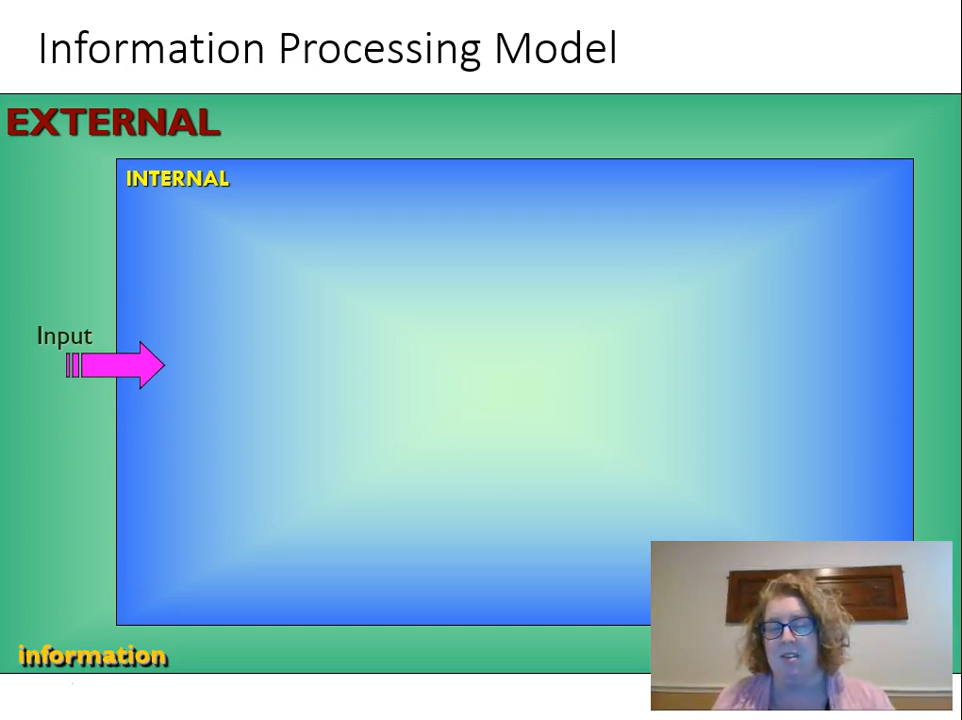 Information Processing Model
EXTERNAL
INTERNAL
Input
information